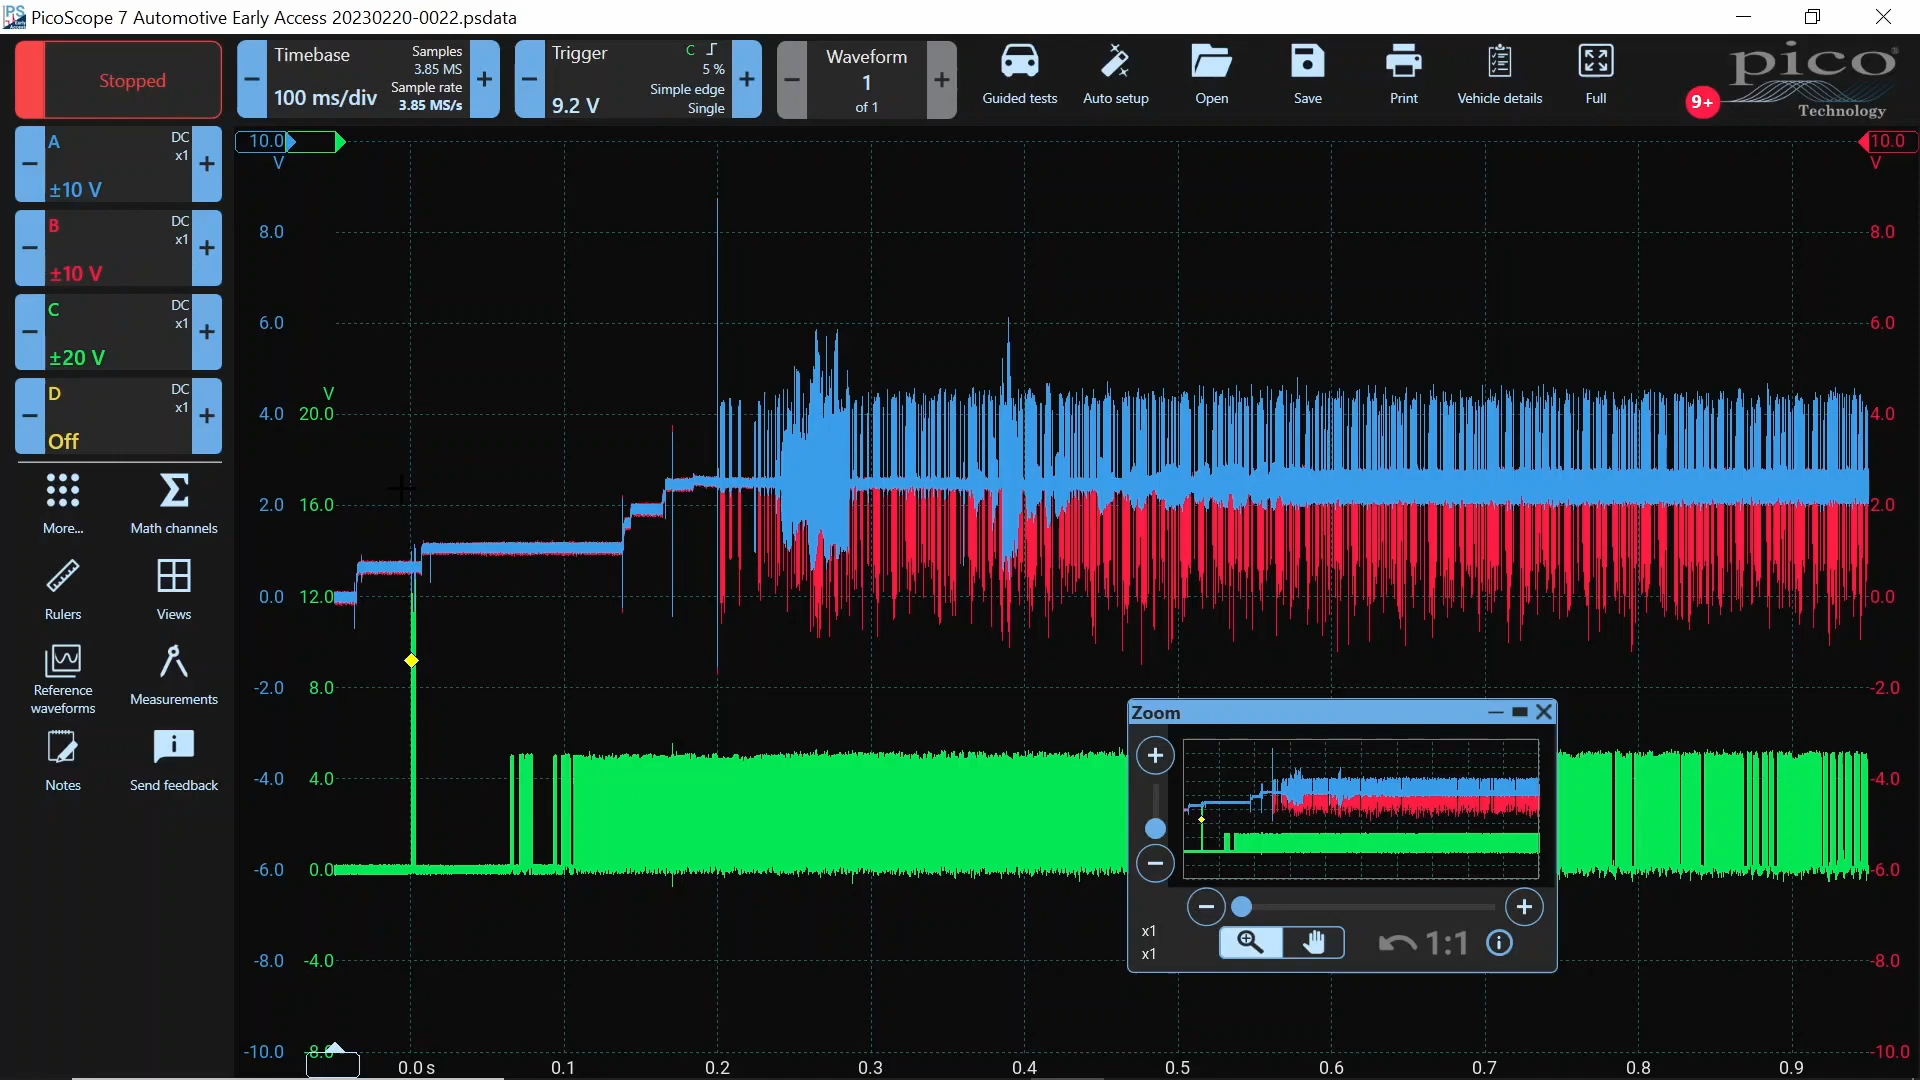 PicoScope 7 Automotive Early Access 20230220-0022.psdata
Stopped
Timebase
100 ms/div
Samples
3.85 MS
Sample rate
3.85 MS/s
Trigger
9.2 V
C
5 %
Simple edge
Single
Waveform
1
of 1
Guided tests
Auto setup
Open
Save
Print
Vehicle details
Full
9+
pico
Technology
A
DC
x1
±10 V
B
DC
x1
±10 V
C
DC
x1
±20 V
D
DC
x1
Off
More...
Math channels
Rulers
Views
Reference
waveforms
Measurements
Notes
Send feedback
10.0
V
8.0
6.0
4.0
2.0
0.0
-2.0
-4.0
-6.0
-8.0
-10.0
V
20.0
16.0
12.0
8.0
4.0
0.0
-4.0
-8.0
10.0
V
8.0
6.0
4.0
2.0
0.0
-2.0
-4.0
-6.0
-8.0
-10.0
Zoom
x1
x1
1:1
0.0 s
0.1
0.2
0.3
0.4
0.5
0.6
0.7
0.8
0.9